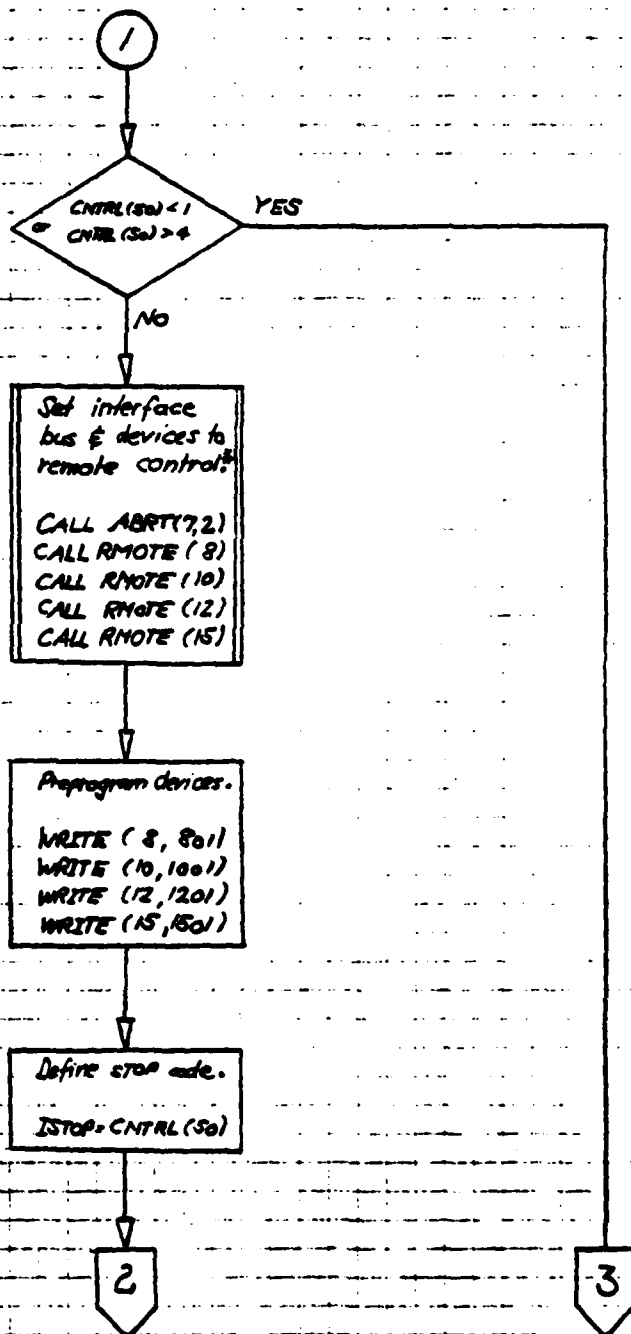 1
CNTRL(50)<1
or CNTRL(50)>4
YES
NO
Set interface
bus & devices to
remote control.*
CALL ABRT(7,2)
CALL RMOTE (8)
CALL RMOTE (10)
CALL RMOTE (12)
CALL RMOTE (15)
Preprogram devices.
WRITE (8, 801)
WRITE (10,1001)
WRITE (12,1201)
WRITE (15,1501)
Define STOP code.
ISTOP=CNTRL(50)
2
3